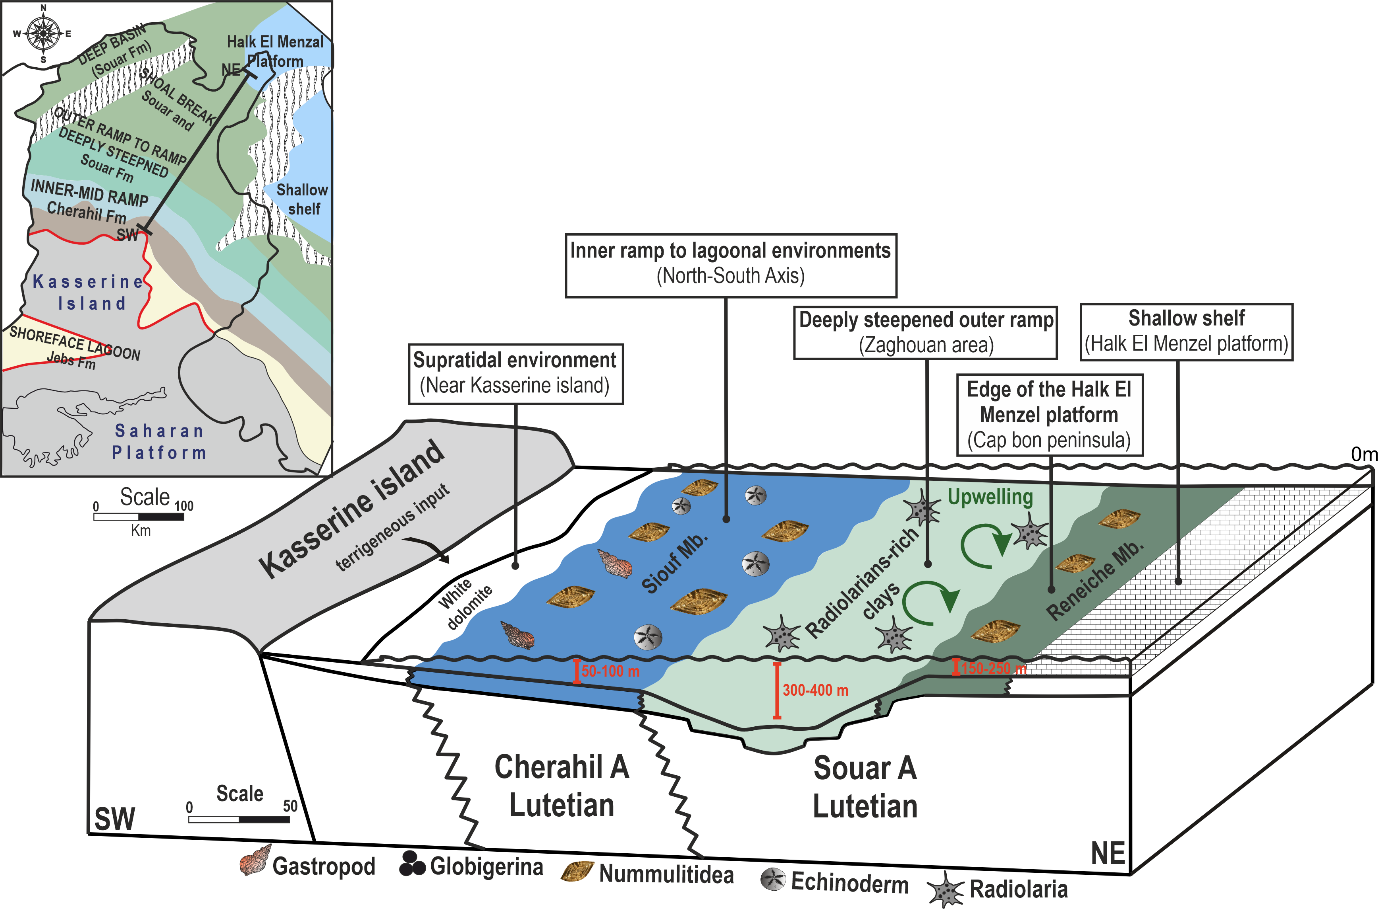 N
W
E
S
DEEP BASIN
(Souar Fm)
Halk El Menzal
Platform
NE
SHOAL BREAK
Souar and
OUTER RAMP TO RAMP
DEEPLY STEEPNED
Souar Fm
INNER-MID RAMP
Cherahil Fm
SW
Shallow
shelf
Kasserine
Island
SHOREFACE LAGOON
Jebs Fm
Saharan
Platform
0
Scale
100
Km
Inner ramp to lagoonal environments
(North-South Axis)
Deeply steepened outer ramp
(Zaghouan area)
Shallow shelf
(Halk El Menzel platform)
Supratidal environment
(Near Kasserine island)
Edge of the Halk El
Menzel platform
(Cap bon peninsula)
0m
Kasserine island
terrigeneous input
White
dolomite
Siouf Mb.
Radiolarians-rich
clays
Upwelling
Reneiche Mb.
50-100 m
300-400 m
150-250 m
Cherahil A
Lutetian
Souar A
Lutetian
Scale
0
50
SW
NE
Gastropod
Globigerina
Nummulitidea
Echinoderm
Radiolaria